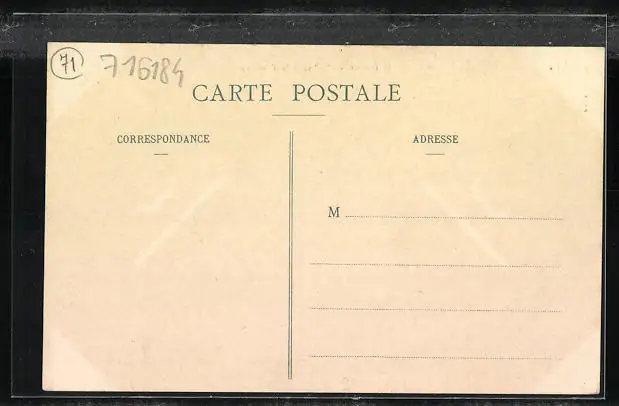 71 716184
CARTE POSTALE
CORRESPONDANCE
ADRESSE
M